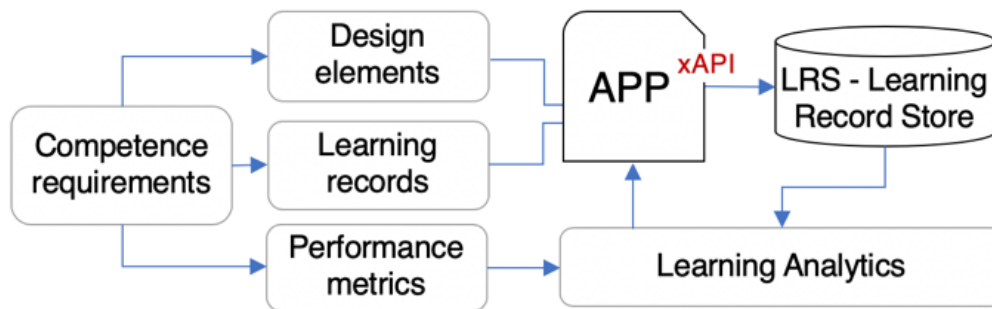 Design
elements
Competence
requirements
Learning
records
Performance
metrics
APP
xAPI
LRS - Learning
Record Store
Learning Analytics